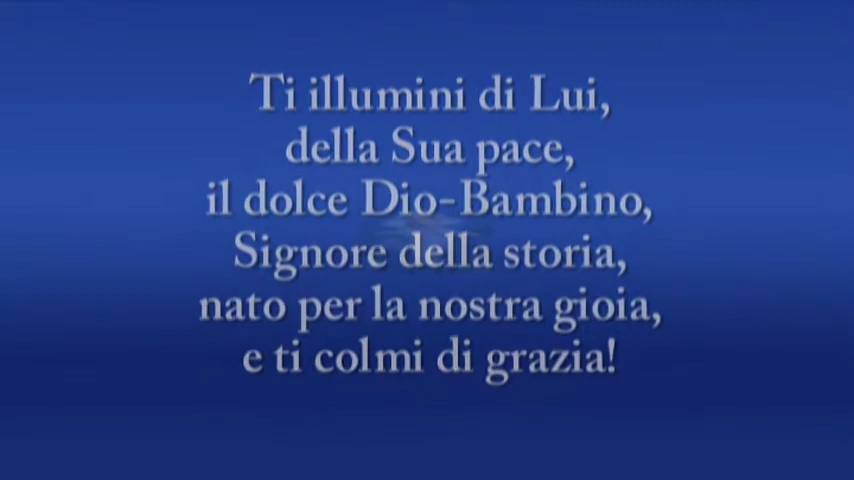 Ti illumini di Lui,
della Sua pace,
il dolce Dio-Bambino,
Signore della storia,
nato per la nostra gioia,
e ti colmi di grazia!